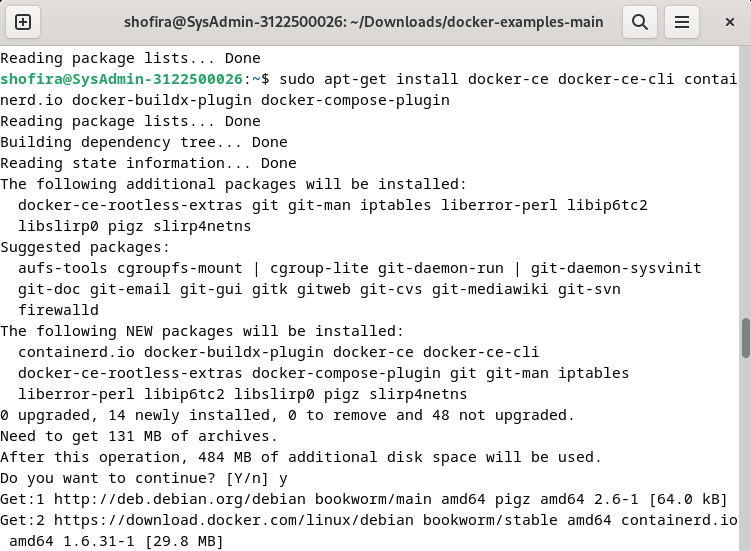 shofira@SysAdmin-3122500026: ~/Downloads/docker-examples-main
Reading package lists... Done
shofira@SysAdmin-3122500026:~$ sudo apt-get install docker-ce docker-ce-cli contai
nerd.io docker-buildx-plugin docker-compose-plugin
Reading package lists... Done
Building dependency tree... Done
Reading state information... Done
The following additional packages will be installed:
  docker-ce-rootless-extras git git-man iptables liberror-perl libip6tc2
  libslirp0 pigz slirp4netns
Suggested packages:
  aufs-tools cgroupfs-mount | cgroup-lite git-daemon-run | git-daemon-sysvinit
  git-doc git-email git-gui gitk gitweb git-cvs git-mediawiki git-svn
  firewalld
The following NEW packages will be installed:
  containerd.io docker-buildx-plugin docker-ce docker-ce-cli
  docker-ce-rootless-extras docker-compose-plugin git git-man iptables
  liberror-perl libip6tc2 libslirp0 pigz slirp4netns
0 upgraded, 14 newly installed, 0 to remove and 48 not upgraded.
Need to get 131 MB of archives.
After this operation, 484 MB of additional disk space will be used.
Do you want to continue? [Y/n] y
Get:1 http://deb.debian.org/debian bookworm/main amd64 pigz amd64 2.6-1 [64.0 kB]
Get:2 https://download.docker.com/linux/debian bookworm/stable amd64 containerd.io
 amd64 1.6.31-1 [29.8 MB]